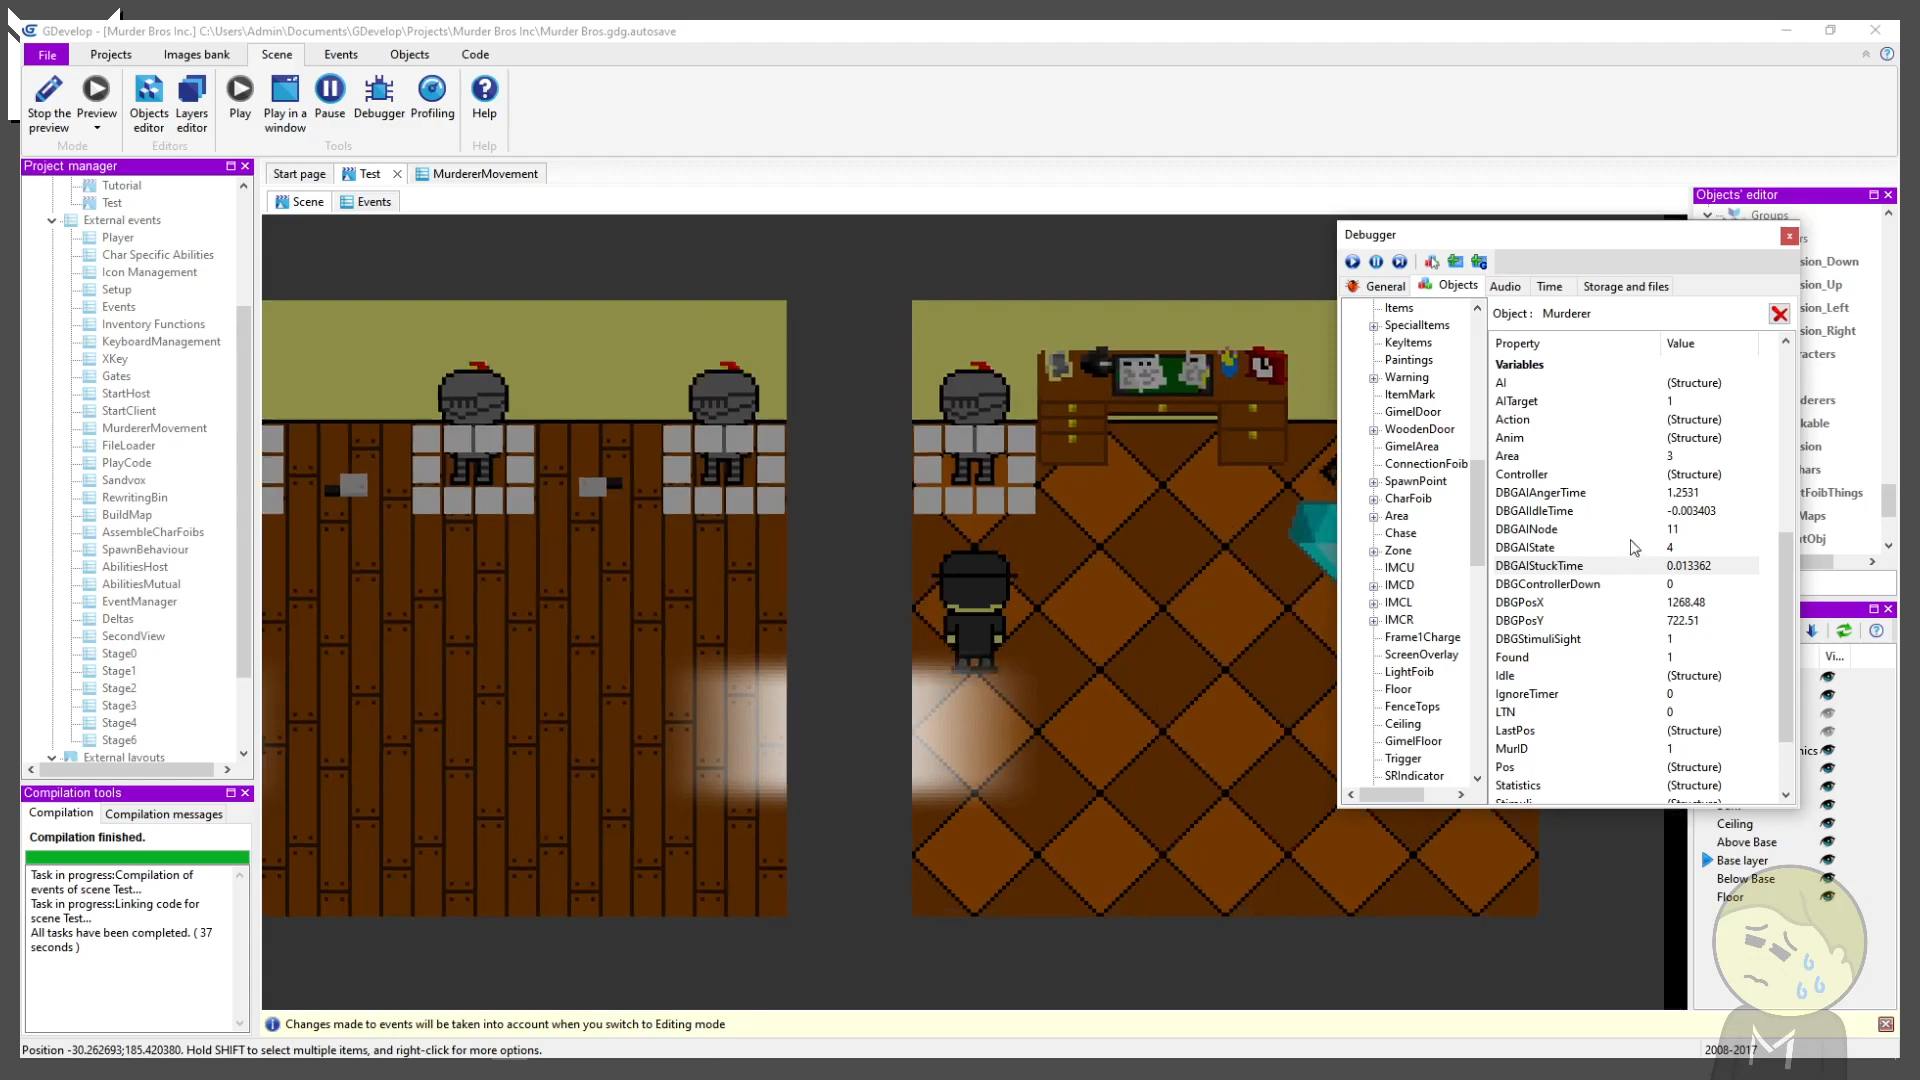 GDevelop - [Murder Bros Inc.] C:\Users\Admin\Documents\GDevelop\Projects\Murder Bros Inc\Murder Bros.gdg.autosave
File Projects Images bank Scene Events Objects Code
Stop the preview
Preview
Objects editor
Layers editor
Play
Play in a window
Pause
Debugger
Profiling
Help
Mode Editors Tools Help
Project manager
Tutorial
Test
External events
Player
Char Specific Abilities
Icon Management
Setup
Events
Inventory Functions
KeyboardManagement
XKey
Gates
StartHost
StartClient
MurdererMovement
FileLoader
PlayCode
Sandvox
RewritingBin
BuildMap
AssembleCharFoibs
SpawnBehaviour
AbilitiesHost
AbilitiesMutual
EventManager
Deltas
SecondView
Stage0
Stage1
Stage2
Stage3
Stage4
Stage6
External layouts
Compilation tools
Compilation Compilation messages
Compilation finished.
Task in progress:Compilation of
events of scene Test...
Task in progress:Linking code for
scene Test...
All tasks have been completed. ( 37
seconds )
Start page Test MurdererMovement
Scene Events
Debugger
General Objects Audio Time Storage and files
Items
SpecialItems
KeyItems
Paintings
Warning
ItemMark
GimelDoor
WoodenDoor
GimelArea
ConnectionFoib
SpawnPoint
CharFoib
Area
Chase
Zone
IMCU
IMCD
IMCL
IMCR
Frame1Charge
ScreenOverlay
LightFoib
Floor
FenceTops
Ceiling
GimelFloor
Trigger
SRIndicator
Object : Murderer
Property Value
Variables
AI (Structure)
AITarget 1
Action (Structure)
Anim (Structure)
Area 3
Controller (Structure)
DBGAIAngerTime 1.2531
DBGAIIdleTime -0.003403
DBGAINode 11
DBGAIState 4
DBGAIStuckTime 0.013362
DBGControllerDown 0
DBGPosX 1268.48
DBGPosY 722.51
DBGStimuliSight 1
Found 1
Idle (Structure)
IgnoreTimer 0
LTN 0
LastPos (Structure)
MurID 1
Pos (Structure)
Statistics (Structure)
Stimuli (Structure)
Objects' editor
Groups
rs
sion_Down
sion_Up
sion_Left
sion_Right
racters
lerers
kable
sion
hars
tFoibThings
Maps
utObj
Vi...
nics
Ceiling
Above Base
Base layer
Below Base
Floor
Changes made to events will be taken into account when you switch to Editing mode
Position -30.262693;185.420380. Hold SHIFT to select multiple items, and right-click for more options.
2008-2017